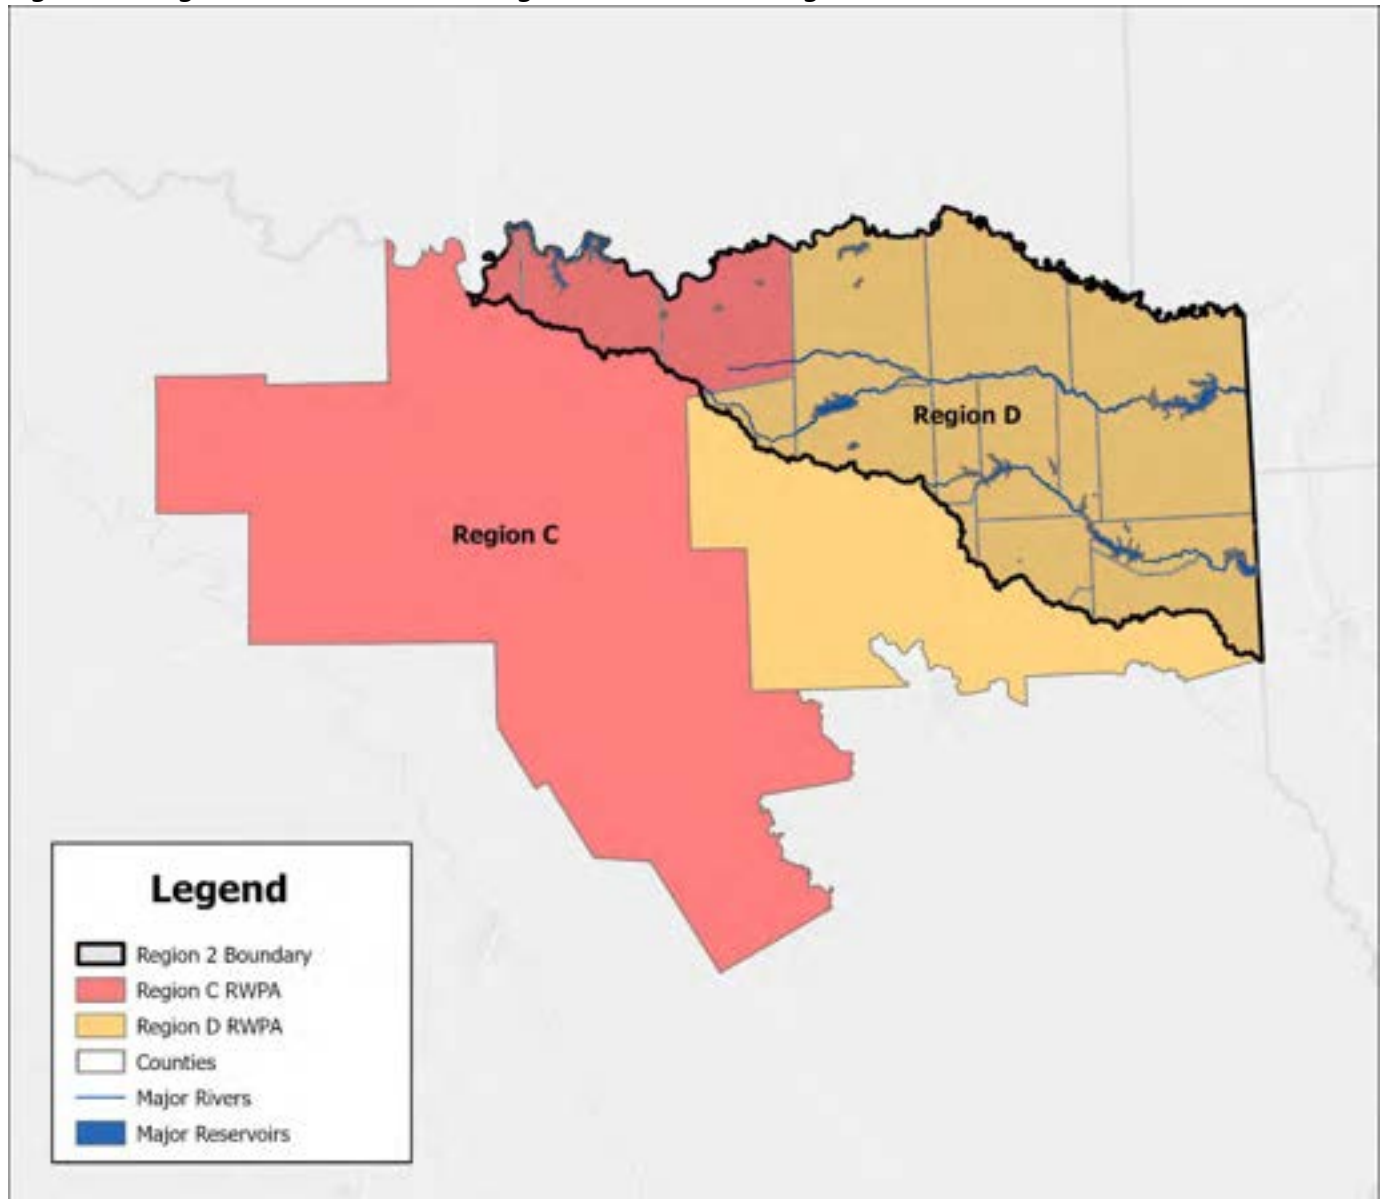 Region D
Region C
Legend
Region 2 Boundary
Region C RWPA
Region D RWPA
Counties
Major Rivers
Major Reservoirs